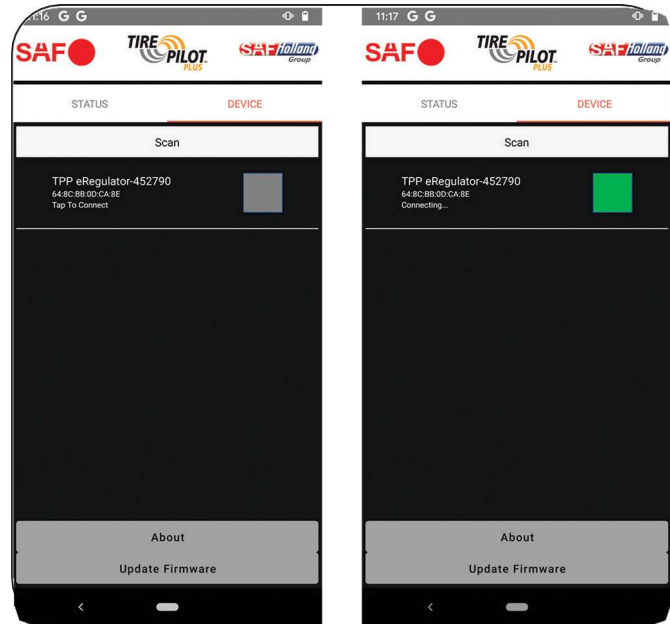 1:16 G G
SAF
TIRE PILOT PLUS
SAF Holland Group
STATUS DEVICE
Scan
TPP eRegulator-452790
64:8C:BB:0D:CA:8E
Tap To Connect
About
Update Firmware
11:17 G G
SAF
TIRE PILOT PLUS
SAF Holland Group
STATUS DEVICE
Scan
TPP eRegulator-452790
64:8C:BB:0D:CA:8E
Connecting...
About
Update Firmware